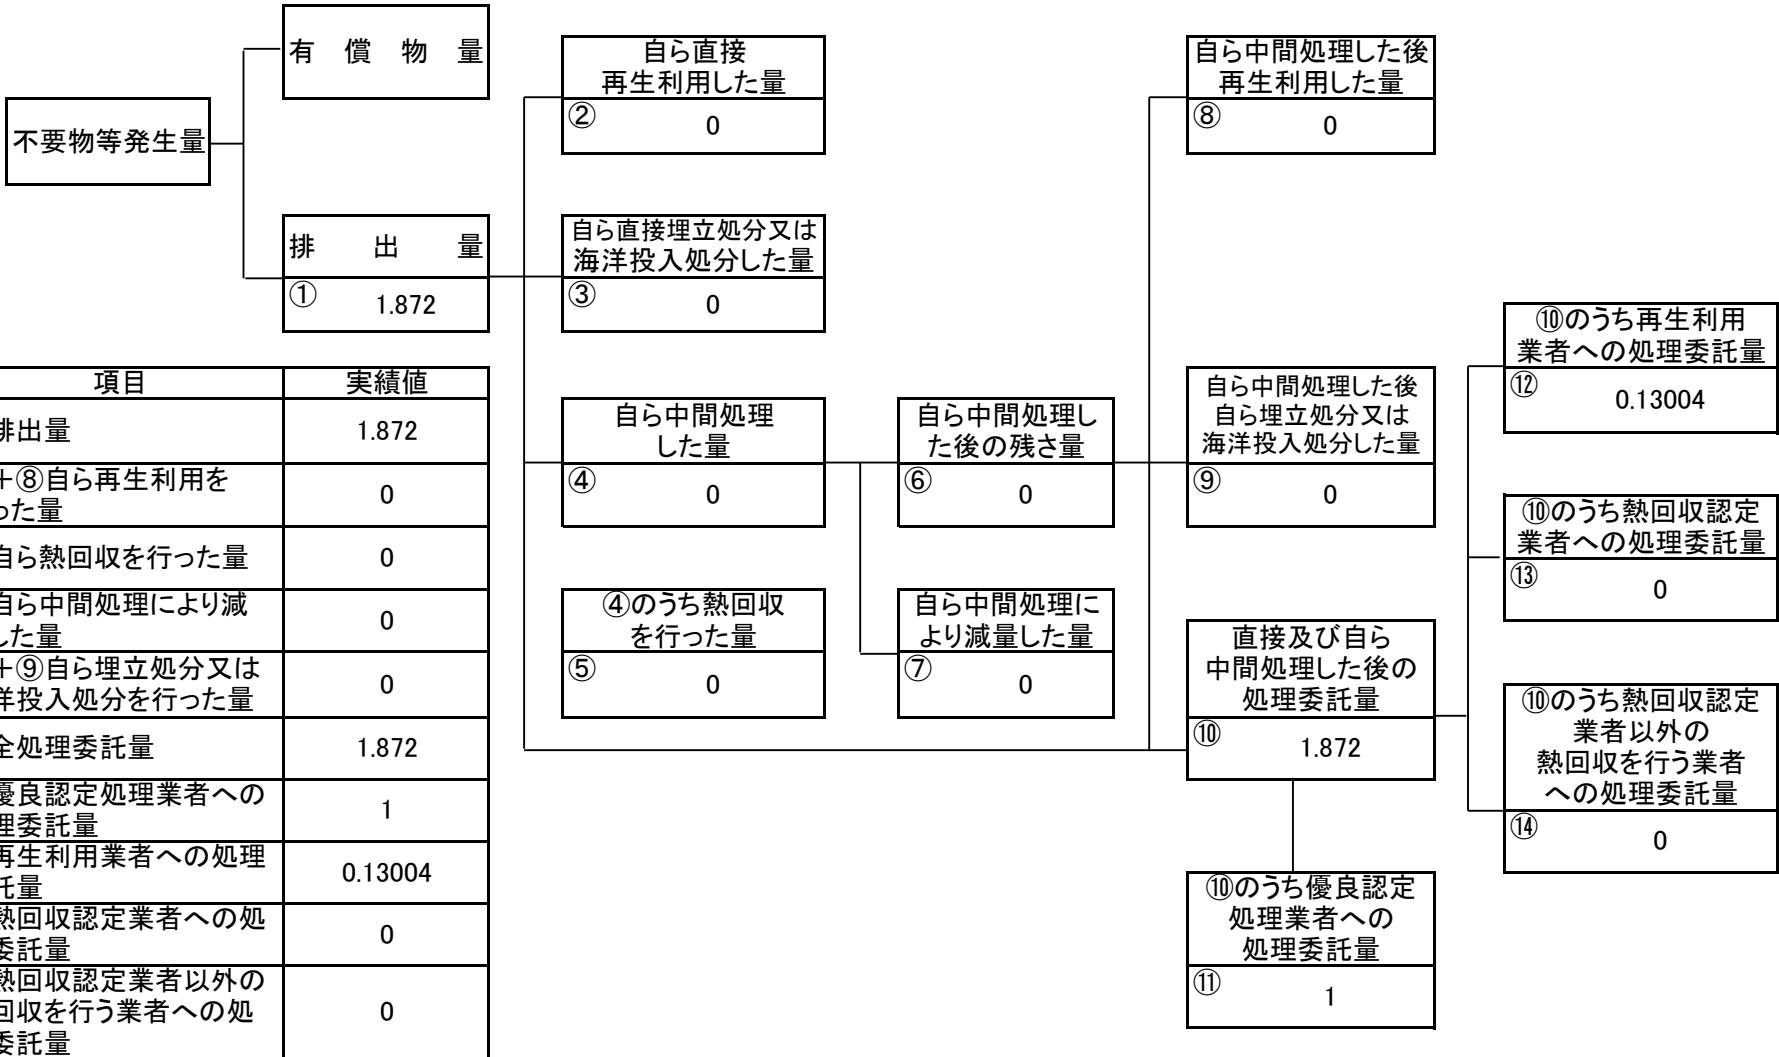 有償物量
不要物等発生量
排出量
① 1.872
自ら直接
再生利用した量
② 0
自ら直接埋立処分又は
海洋投入処分した量
③ 0
自ら中間処理
した量
④ 0
④のうち熱回収
を行った量
⑤ 0
自ら中間処理し
た後の残さ量
⑥ 0
自ら中間処理に
より減量した量
⑦ 0
自ら中間処理した後
再生利用した量
⑧ 0
自ら中間処理した後
自ら埋立処分又は
海洋投入処分した量
⑨ 0
直接及び自ら
中間処理した後の
処理委託量
⑩ 1.872
⑩のうち優良認定
処理業者への
処理委託量
⑪ 1
⑩のうち再生利用
業者への処理委託量
⑫ 0.13004
⑩のうち熱回収認定
業者への処理委託量
⑬ 0
⑩のうち熱回収認定
業者以外の
熱回収を行う業者
への処理委託量
⑭ 0
項目 実績値
排出量 1.872
+⑧自ら再生利用を
った量 0
自ら熱回収を行った量 0
自ら中間処理により減
した量 0
+⑨自ら埋立処分又は
洋投入処分を行った量 0
全処理委託量 1.872
優良認定処理業者への
理委託量 1
再生利用業者への処理
託量 0.13004
熱回収認定業者への処
委託量 0
熱回収認定業者以外の
回収を行う業者への処
委託量 0